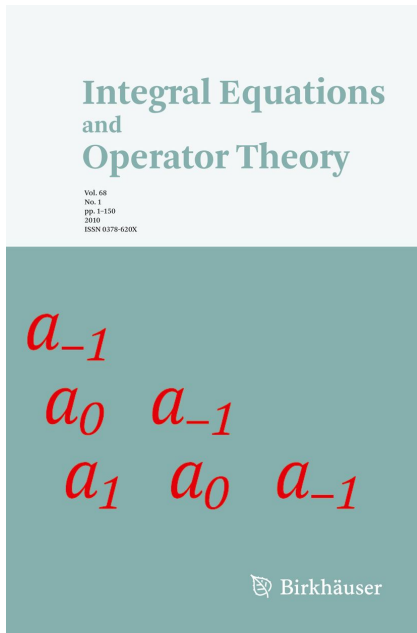 Integral Equations
and
Operator Theory
Vol. 68
No. 1
pp. 1–150
2010
ISSN 0378-620X
a₋₁
a₀ a₋₁
a₁ a₀ a₋₁
Birkhäuser